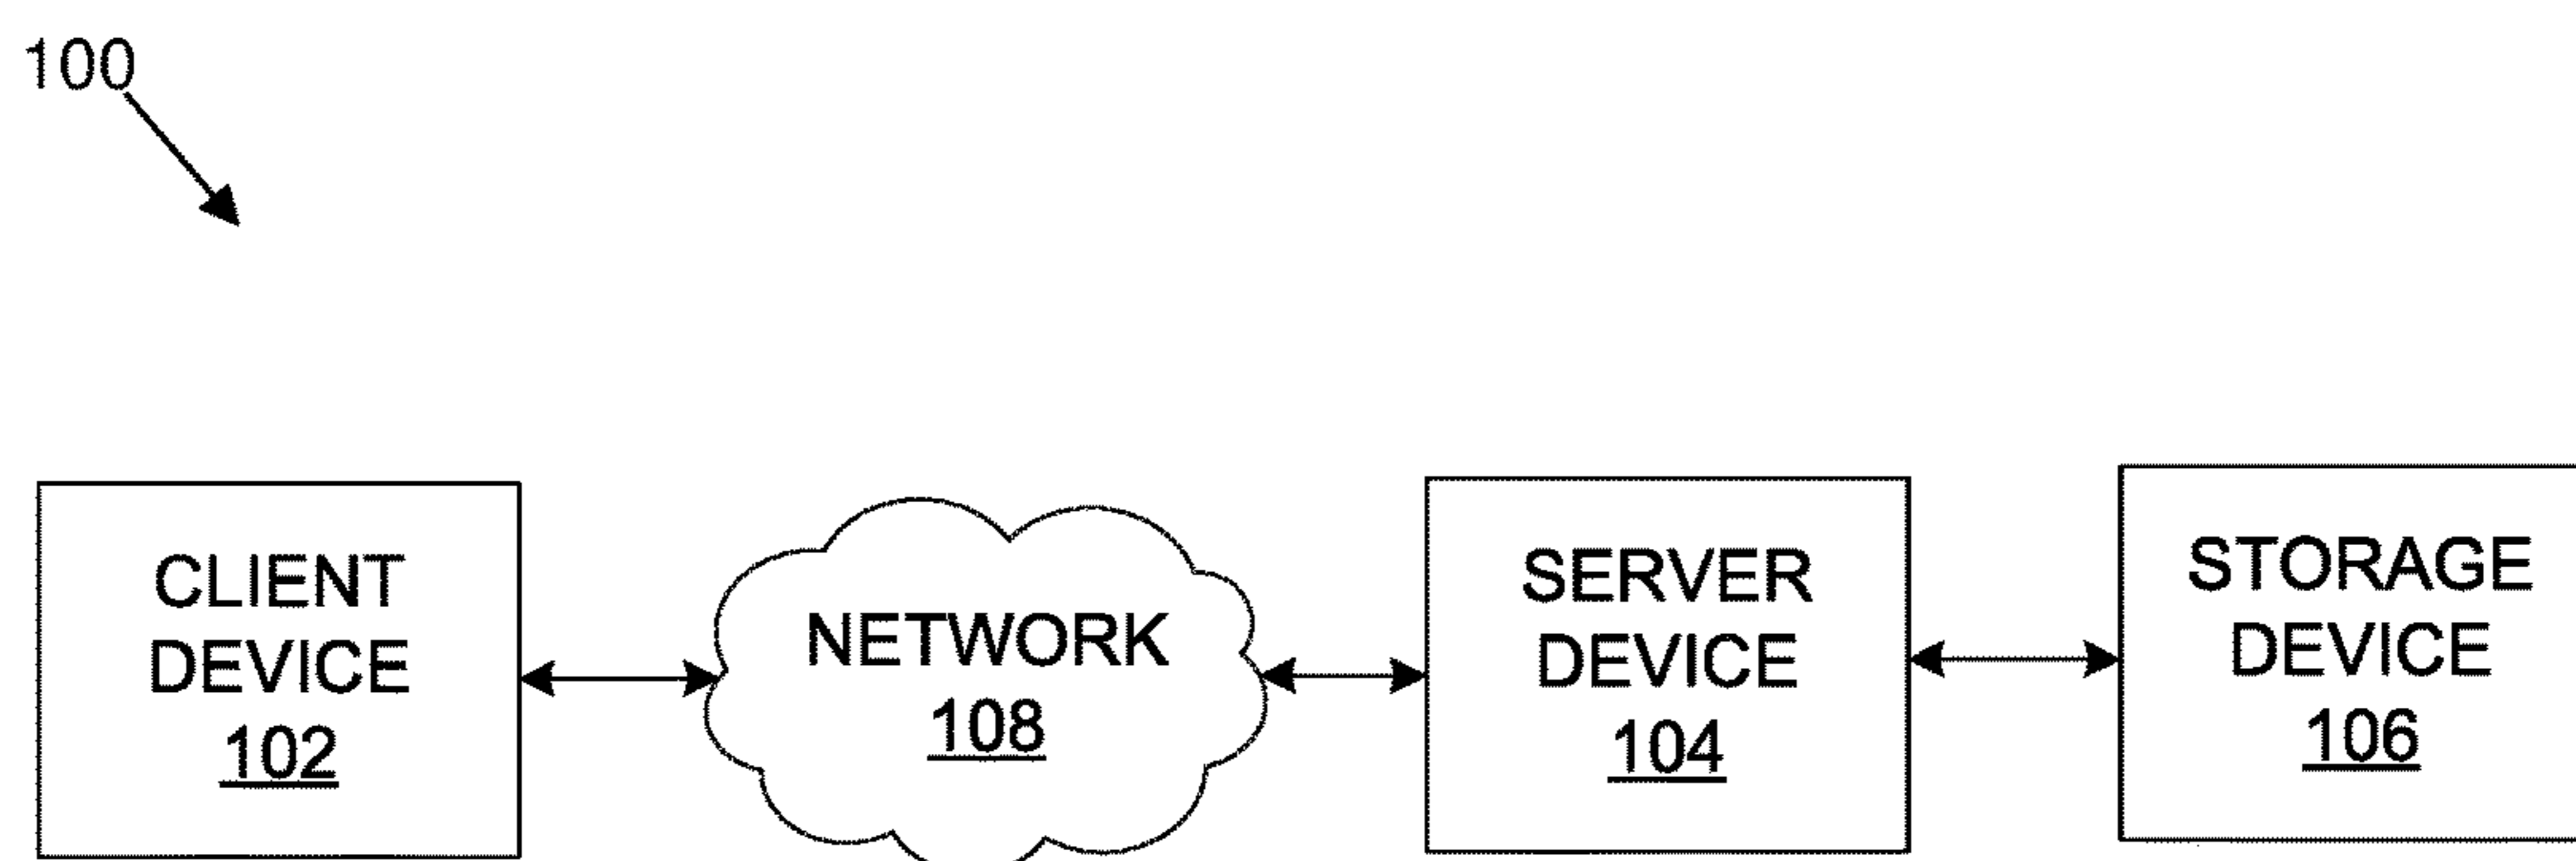 100
CLIENT
DEVICE
102
NETWORK
108
SERVER
DEVICE
104
STORAGE
DEVICE
106